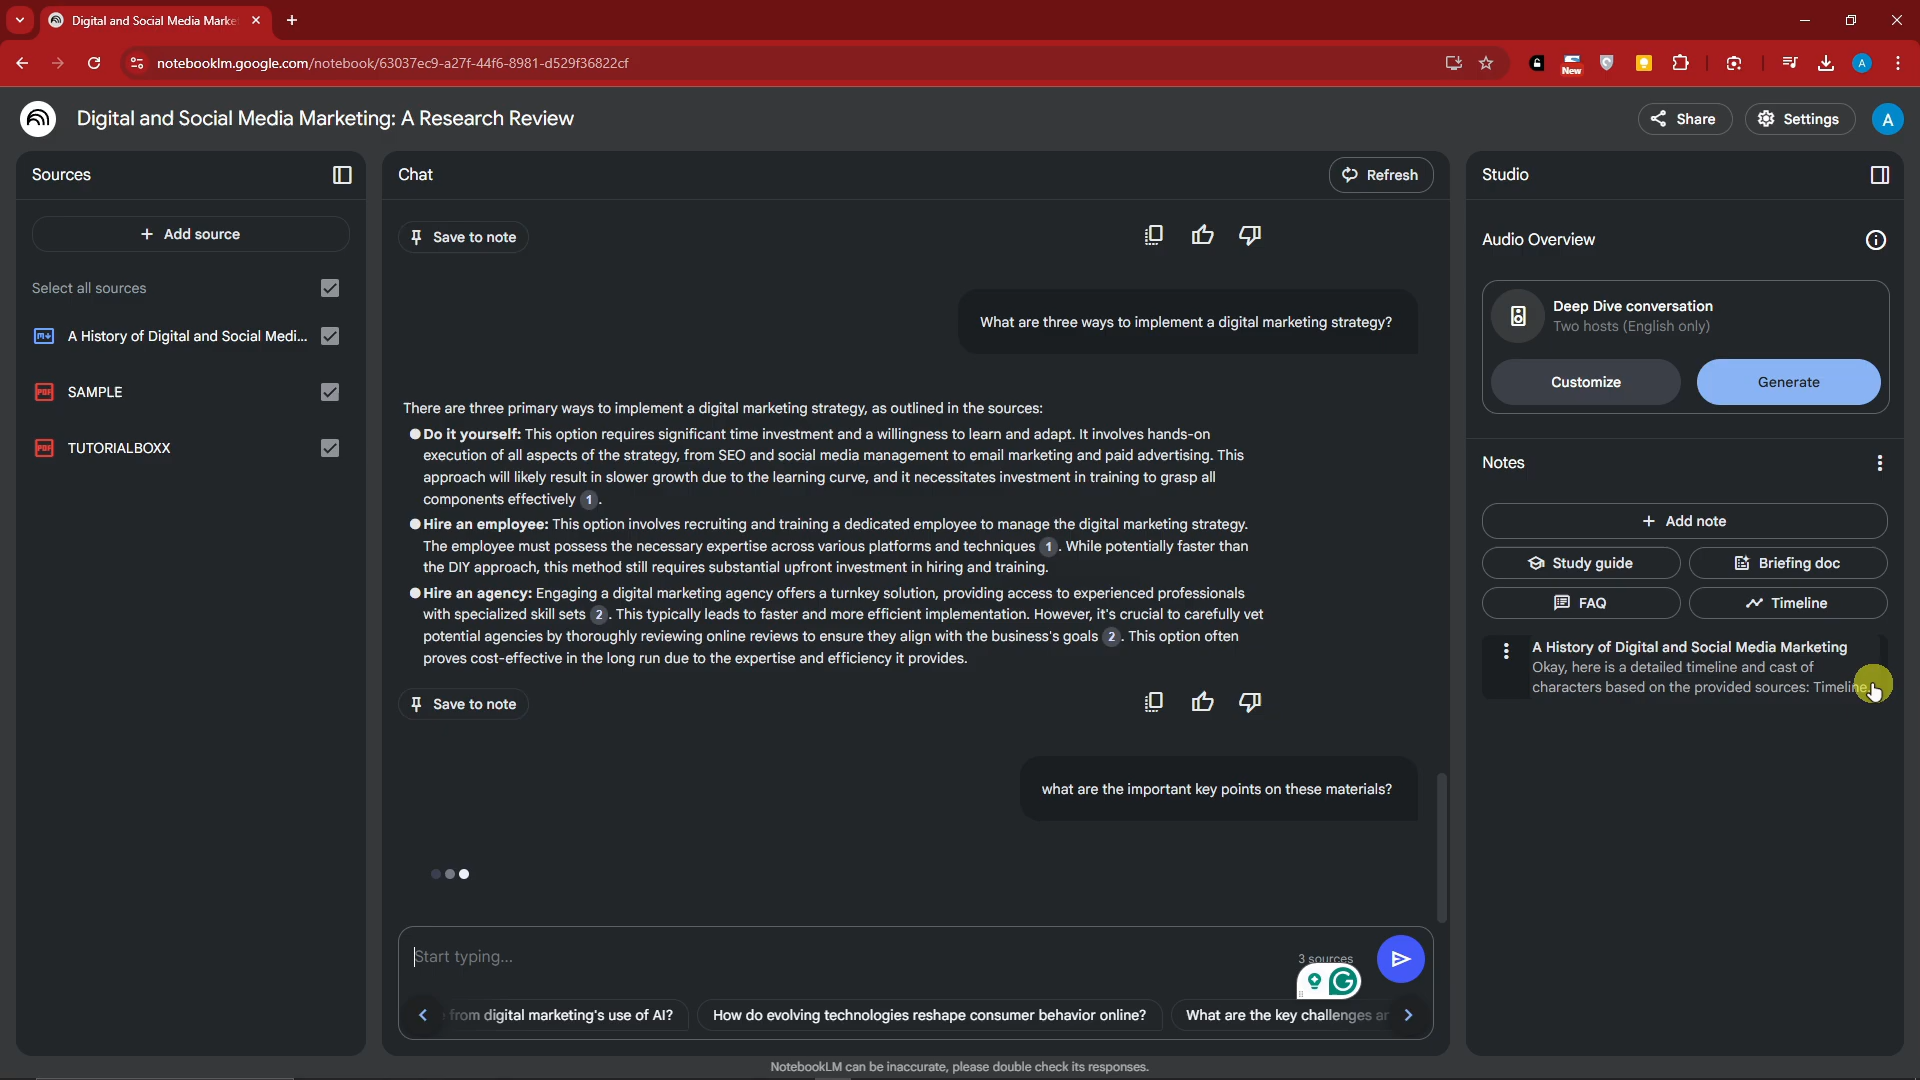 Digital and Social Media Marke
notebooklm.google.com/notebook/63037ec9-a27f-44f6-8981-d529f36822cf
New
A
Digital and Social Media Marketing: A Research Review
Share
Settings
A
Sources
Add source
Select all sources
M+
A History of Digital and Social Medi...
PDF
SAMPLE
PDF
TUTORIALBOXX
Chat
Refresh
Save to note
What are three ways to implement a digital marketing strategy?
There are three primary ways to implement a digital marketing strategy, as outlined in the sources:
Do it yourself: This option requires significant time investment and a willingness to learn and adapt. It involves hands-on
execution of all aspects of the strategy, from SEO and social media management to email marketing and paid advertising. This
approach will likely result in slower growth due to the learning curve, and it necessitates investment in training to grasp all
components effectively 1 .
Hire an employee: This option involves recruiting and training a dedicated employee to manage the digital marketing strategy.
The employee must possess the necessary expertise across various platforms and techniques 1 . While potentially faster than
the DIY approach, this method still requires substantial upfront investment in hiring and training.
Hire an agency: Engaging a digital marketing agency offers a turnkey solution, providing access to experienced professionals
with specialized skill sets 2 . This typically leads to faster and more efficient implementation. However, it's crucial to carefully vet
potential agencies by thoroughly reviewing online reviews to ensure they align with the business's goals 2 . This option often
proves cost-effective in the long run due to the expertise and efficiency it provides.
Save to note
what are the important key points on these materials?
Start typing...
3 sources
from digital marketing's use of AI?
How do evolving technologies reshape consumer behavior online?
What are the key challenges ar
NotebookLM can be inaccurate, please double check its responses.
Studio
Audio Overview
Deep Dive conversation
Two hosts (English only)
Customize
Generate
Notes
Add note
Study guide
Briefing doc
FAQ
Timeline
A History of Digital and Social Media Marketing
Okay, here is a detailed timeline and cast of
characters based on the provided sources: Timeline